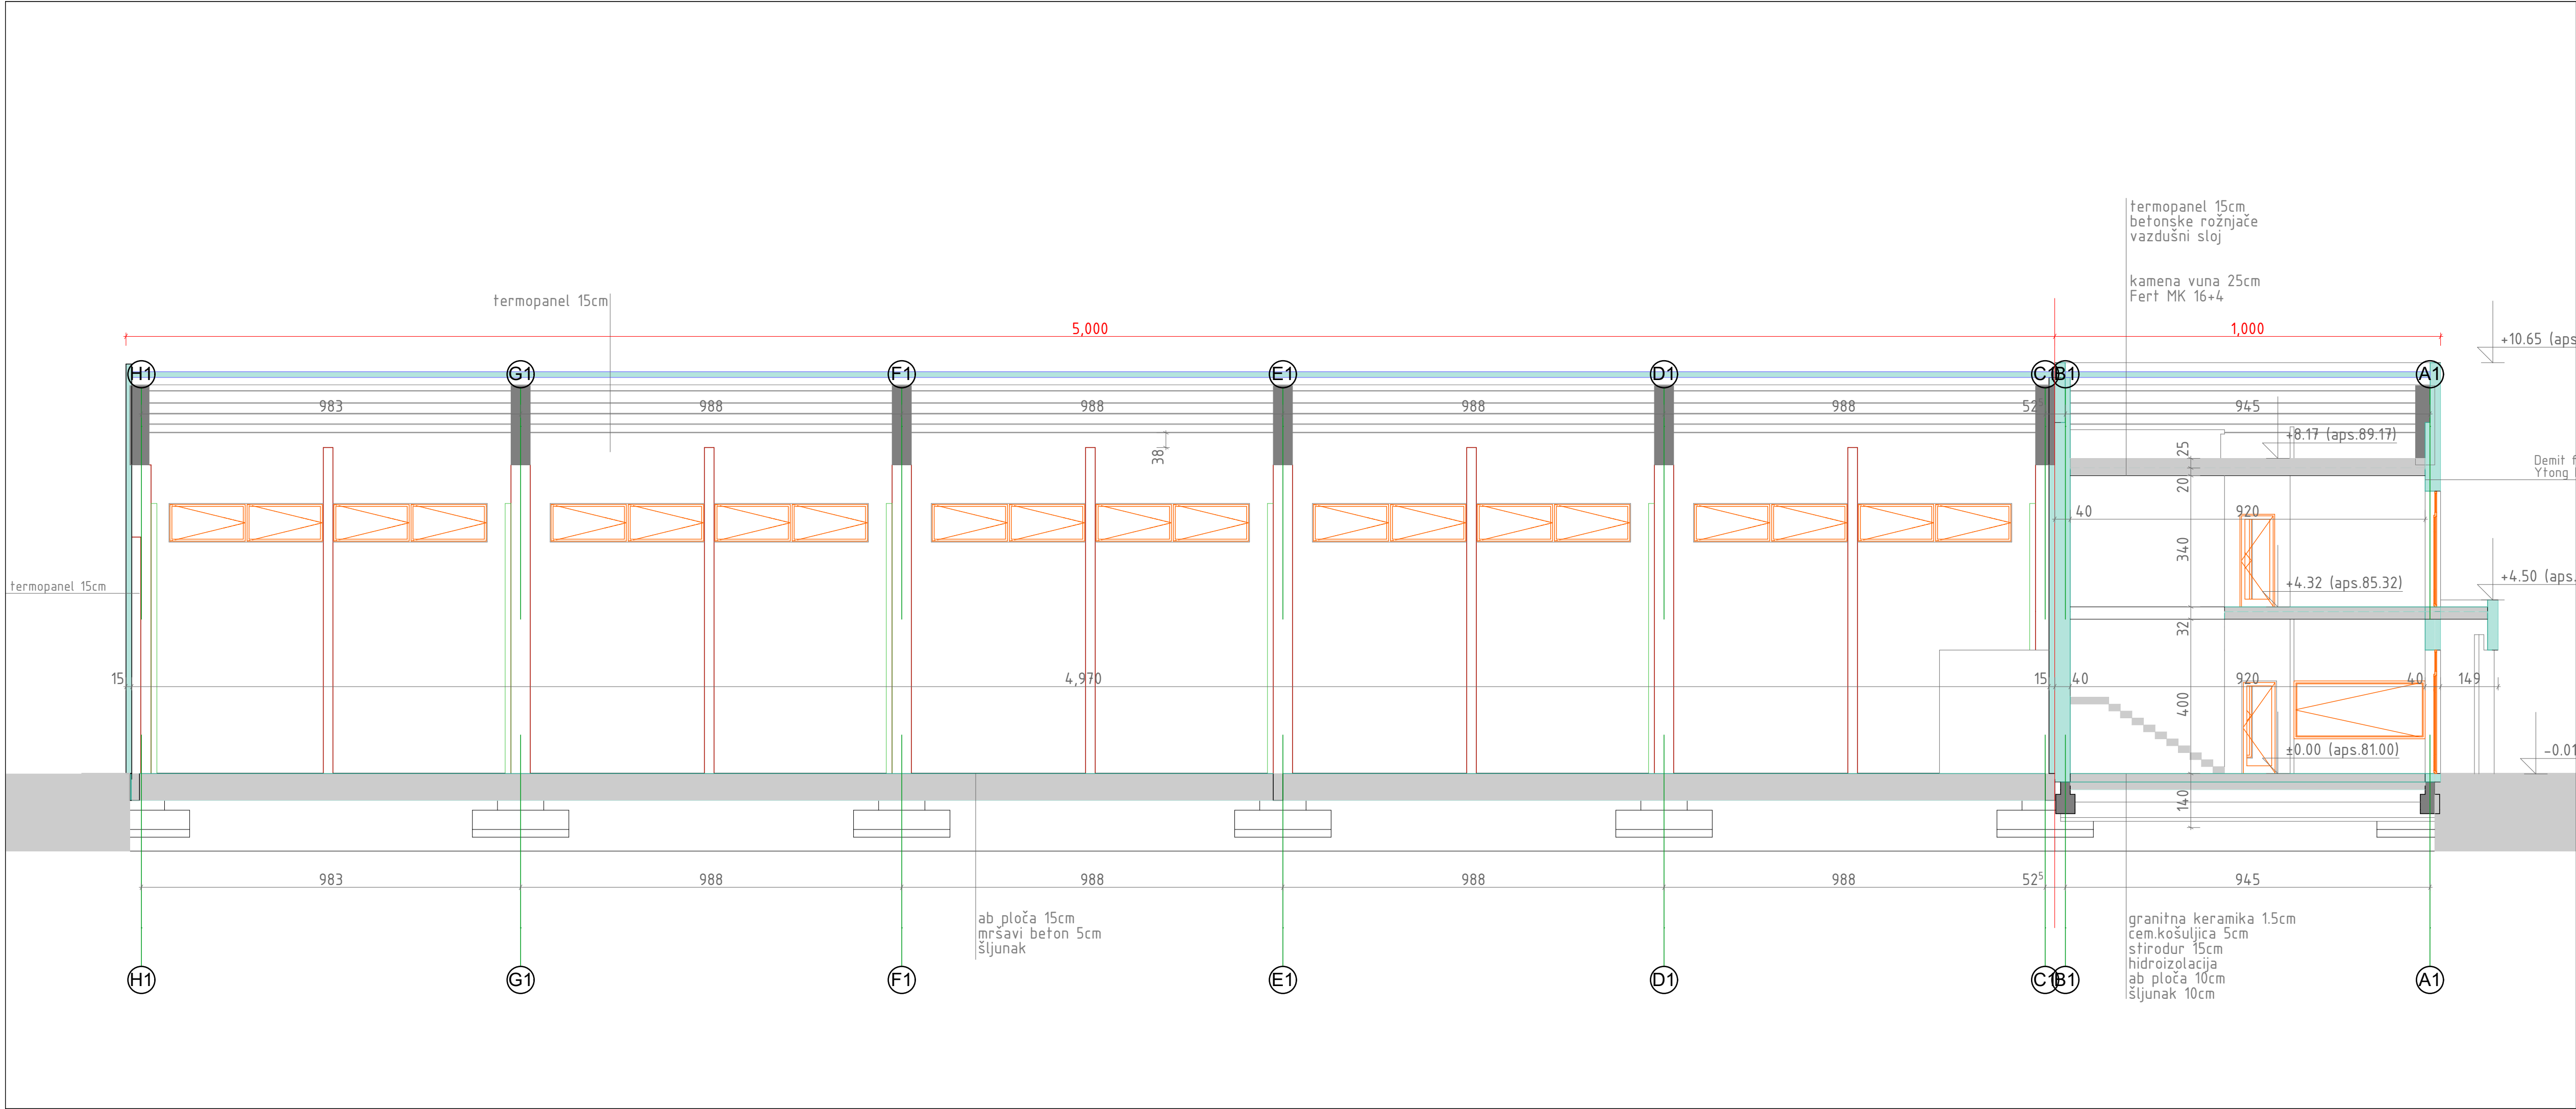 termopanel 15cm
betonske rožnjače
vazdušni sloj
kamena vuna 25cm
Fert MK 16+4
termopanel 15cm
5,000
1,000
+10.65 (aps
H1
G1
F1
E1
D1
C1
B1
A1
983
988
988
988
988
52⁵
945
+8.17 (aps.89.17)
25
38
20
Demit f
Ytong
40
920
340
termopanel 15cm
+4.32 (aps.85.32)
+4.50 (aps.
32
15
4,970
15
40
920
40
149
400
±0.00 (aps.81.00)
-0.01
140
983
988
988
988
988
52⁵
945
ab ploča 15cm
mršavi beton 5cm
šljunak
granitna keramika 1.5cm
cem.košuljica 5cm
stirodur 15cm
hidroizolacija
ab ploča 10cm
šljunak 10cm
H1
G1
F1
E1
D1
C1
B1
A1